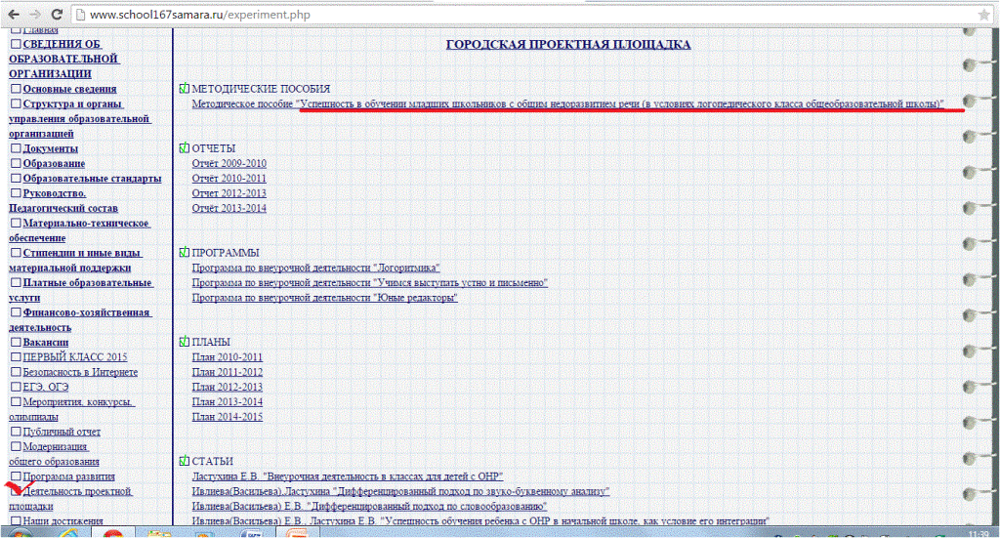 www.school167samara.ru/experiment.php
Главная
СВЕДЕНИЯ ОБ
ОБРАЗОВАТЕЛЬНОЙ
ОРГАНИЗАЦИИ
Основные сведения
Структура и органы
управления образовательной
организацией
Документы
Образование
Образовательные стандарты
Руководство.
Педагогический состав
Материально-техническое
обеспечение
Стипендии и иные виды
материальной поддержки
Платные образовательные
услуги
Финансово-хозяйственная
деятельность
Вакансии
ПЕРВЫЙ КЛАСС 2015
Безопасность в Интернете
ЕГЭ, ОГЭ
Мероприятия, конкурсы,
олимпиады
Публичный отчет
Модернизация
общего образования
Программа развития
Деятельность проектной
площадки
Наши достижения
ГОРОДСКАЯ ПРОЕКТНАЯ ПЛОЩАДКА
МЕТОДИЧЕСКИЕ ПОСОБИЯ
Методическое пособие "Успешность в обучении младших школьников с общим недоразвитием речи (в условиях логопедического класса общеобразовательной школы)"
ОТЧЕТЫ
Отчёт 2009-2010
Отчёт 2010-2011
Отчёт 2012-2013
Отчёт 2013-2014
ПРОГРАММЫ
Программа по внеурочной деятельности "Логоритмика"
Программа по внеурочной деятельности "Учимся выступать устно и письменно"
Программа по внеурочной деятельности "Юные редакторы"
ПЛАНЫ
План 2010-2011
План 2011-2012
План 2012-2013
План 2013-2014
План 2014-2015
СТАТЬИ
Ластухина Е.В. "Внеурочная деятельность в классах для детей с ОНР"
Ивлиева(Васильева),Ластухина "Дифференцированный подход по звуко-буквенному анализу"
Ивлиева(Васильева) Е.В. "Дифференцированный подход по словообразованию"
Ивлиева(Васильева) Е.В., Ластухина Е.В. "Успешность обучения ребенка с ОНР в начальной школе, как условие его интеграции"
11:30